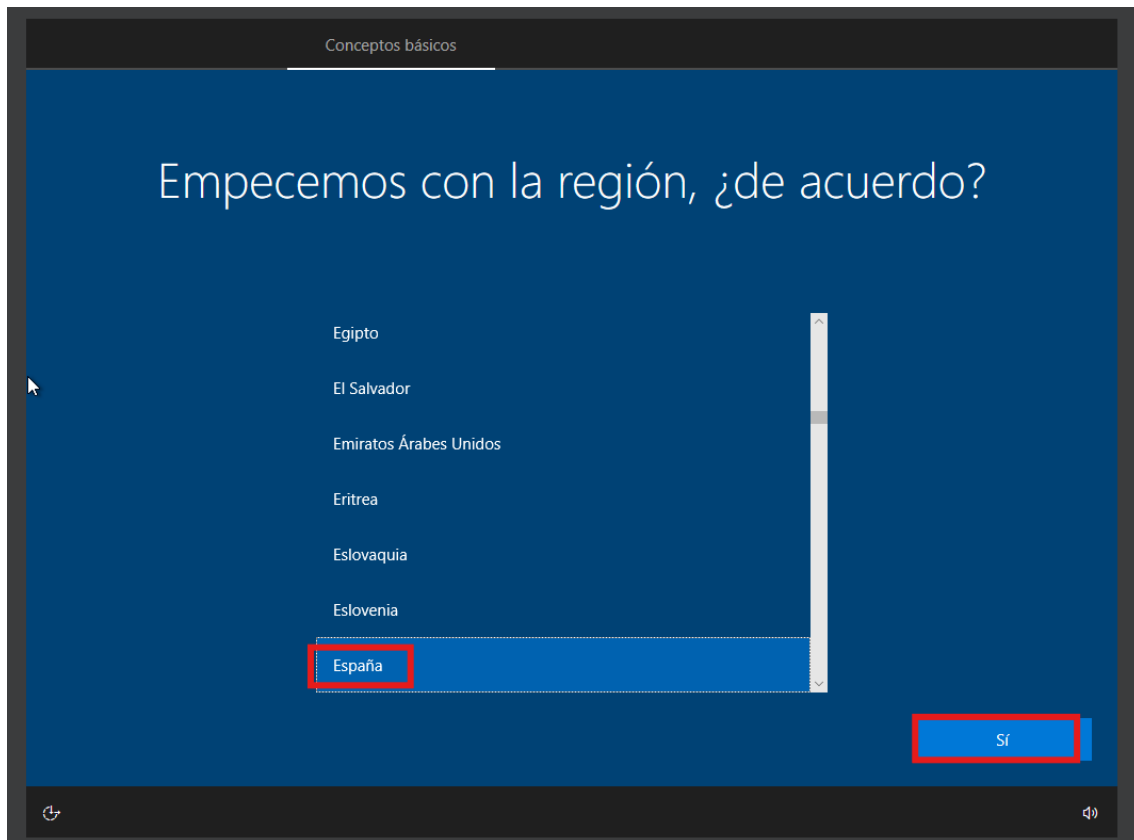 Conceptos básicos
Empecemos con la región, ¿de acuerdo?
Egipto
El Salvador
Emiratos Árabes Unidos
Eritrea
Eslovaquia
Eslovenia
España
Sí